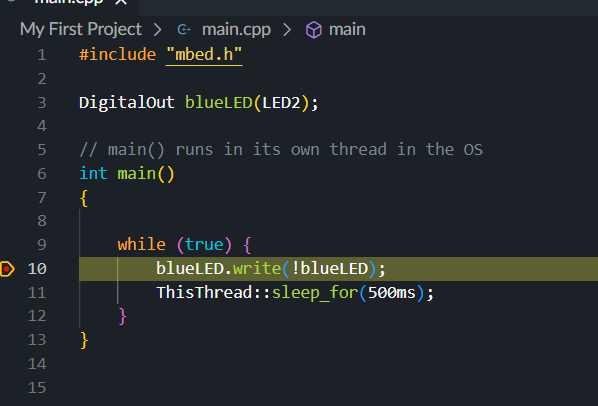 main.cpp X
My First Project > main.cpp > main
1 #include "mbed.h"
2
3 DigitalOut blueLED(LED2);
4
5 // main() runs in its own thread in the OS
6 int main()
7 {
8
9 while (true) {
10 blueLED.write(!blueLED);
11 ThisThread::sleep_for(500ms);
12 }
13 }
14
15